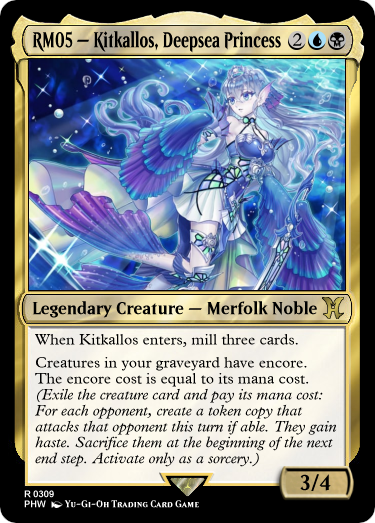 RM05 – Kitkallos, Deepsea Princess 2
Legendary Creature — Merfolk Noble
When Kitkallos enters, mill three cards.
Creatures in your graveyard have encore.
The encore cost is equal to its mana cost.
(Exile the creature card and pay its mana cost:
For each opponent, create a token copy that
attacks that opponent this turn if able. They gain
haste. Sacrifice them at the beginning of the next
end step. Activate only as a sorcery.)
3/4
R 0309
PHW Yu-Gi-Oh Trading Card Game